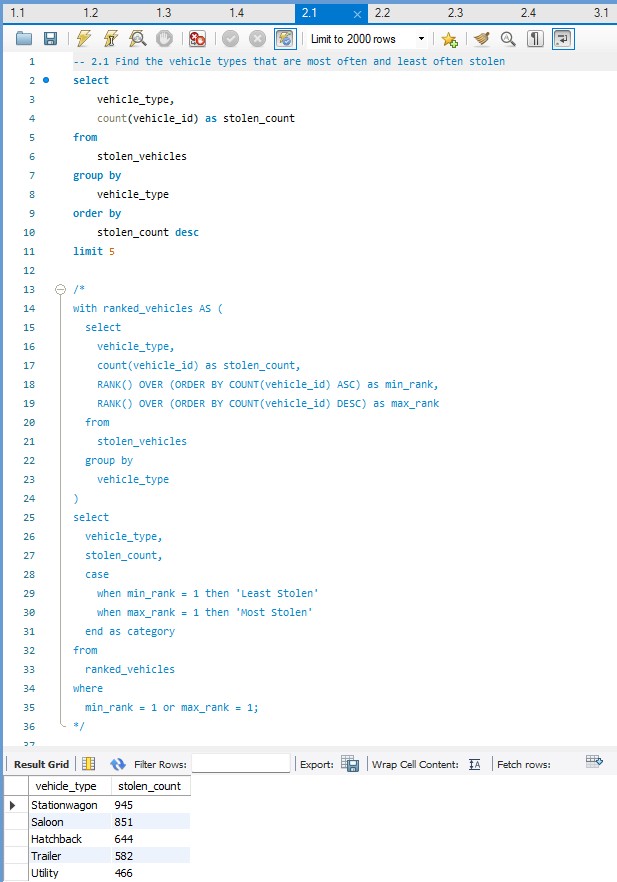 1.1 1.2 1.3 1.4 2.1 2.2 2.3 2.4 3.1
Limit to 2000 rows
1 -- 2.1 Find the vehicle types that are most often and least often stolen
2 select
3 vehicle_type,
4 count(vehicle_id) as stolen_count
5 from
6 stolen_vehicles
7 group by
8 vehicle_type
9 order by
10 stolen_count desc
11 limit 5
12
13 /*
14 with ranked_vehicles AS (
15 select
16 vehicle_type,
17 count(vehicle_id) as stolen_count,
18 RANK() OVER (ORDER BY COUNT(vehicle_id) ASC) as min_rank,
19 RANK() OVER (ORDER BY COUNT(vehicle_id) DESC) as max_rank
20 from
21 stolen_vehicles
22 group by
23 vehicle_type
24 )
25 select
26 vehicle_type,
27 stolen_count,
28 case
29 when min_rank = 1 then 'Least Stolen'
30 when max_rank = 1 then 'Most Stolen'
31 end as category
32 from
33 ranked_vehicles
34 where
35 min_rank = 1 or max_rank = 1;
36 */
37
Result Grid Filter Rows: Export: Wrap Cell Content: Fetch rows:
vehicle_type stolen_count
Stationwagon 945
Saloon 851
Hatchback 644
Trailer 582
Utility 466